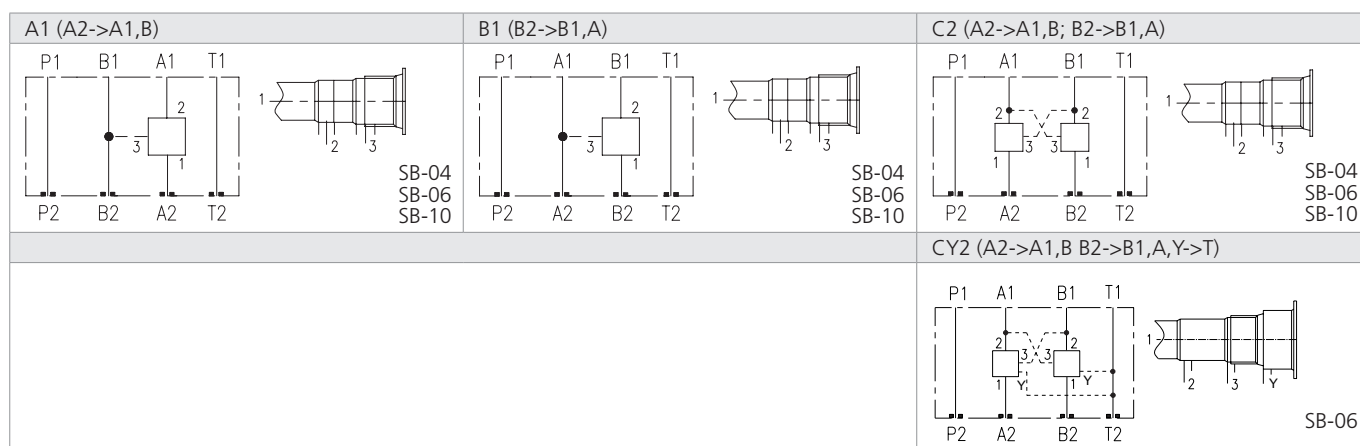 A1 (A2->A1,B)
P1 B1 A1 T1
2
3
1
P2 B2 A2 T2
1
2 3
SB-04
SB-06
SB-10
B1 (B2->B1,A)
P1 A1 B1 T1
2
3
1
P2 A2 B2 T2
1
2 3
SB-04
SB-06
SB-10
C2 (A2->A1,B; B2->B1,A)
P1 A1 B1 T1
2 2
3 3
1 1
P2 A2 B2 T2
1
2 3
SB-04
SB-06
SB-10
CY2 (A2->A1,B B2->B1,A,Y->T)
P1 A1 B1 T1
2 2
3 3
1 Y 1 Y
P2 A2 B2 T2
1
2 3 Y
SB-06